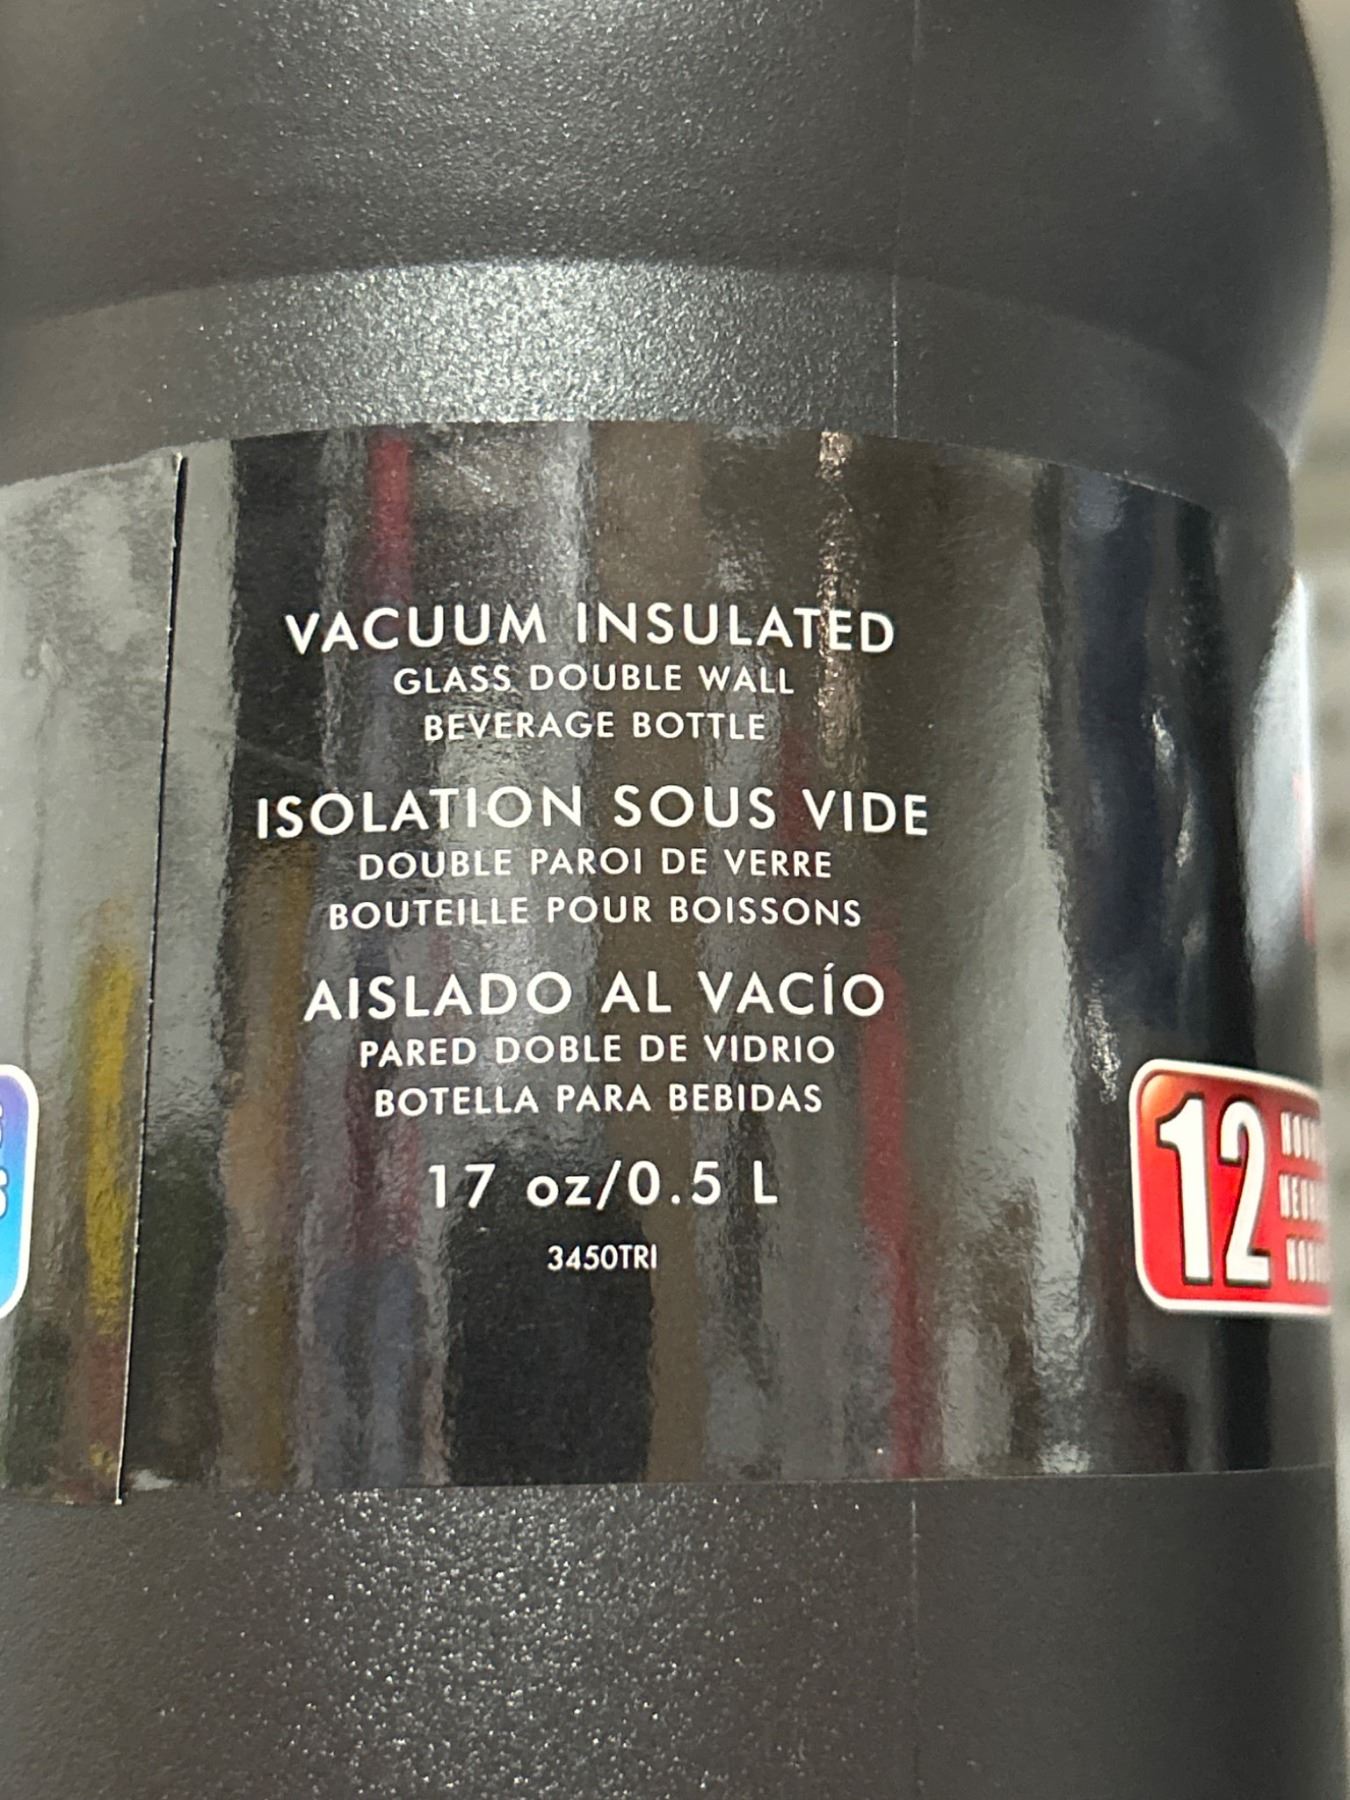 VACUUM INSULATED
GLASS DOUBLE WALL
BEVERAGE BOTTLE
ISOLATION SOUS VIDE
DOUBLE PAROI DE VERRE
BOUTEILLE POUR BOISSONS
AISLADO AL VACÍO
PARED DOBLE DE VIDRIO
BOTELLA PARA BEBIDAS
17 oz/0.5 L
3450TRI
12